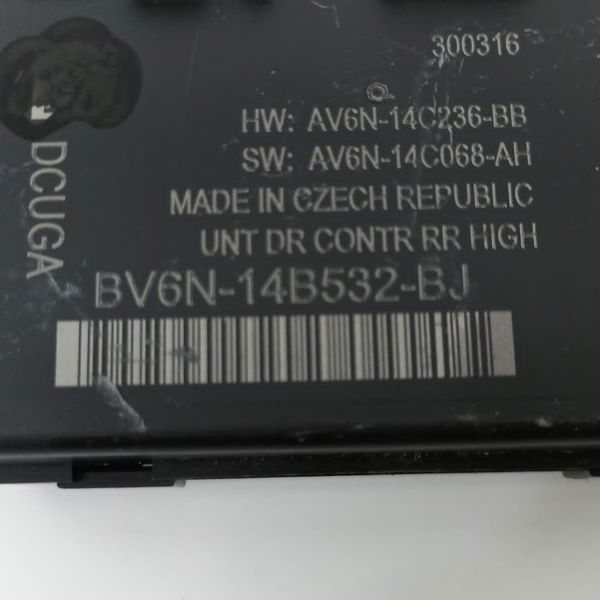 300316
HW: AV6N-14C236-BB
SW: AV6N-14C068-AH
MADE IN CZECH REPUBLIC
UNT DR CONTR RR HIGH
BV6N-14B532-BJ
DCUGA